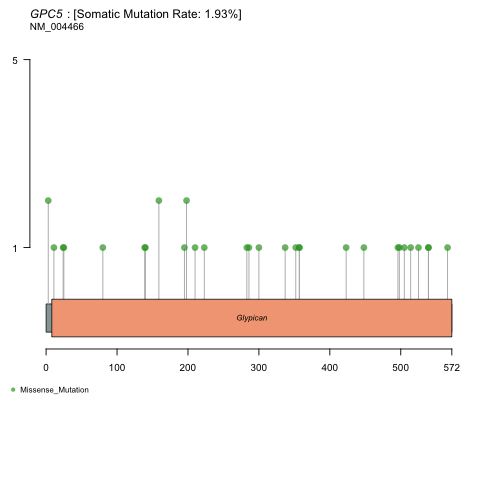 GPC5 : [Somatic Mutation Rate: 1.93%]
NM_004466
5
1
Glypican
0 100 200 300 400 500 572
Missense_Mutation